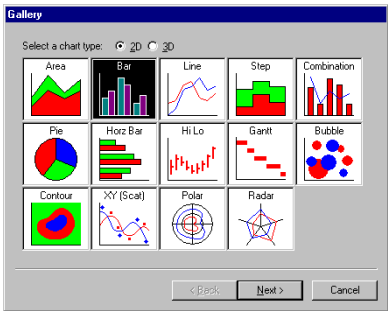 Gallery
Select a chart type: 2D 3D
Area Bar Line Step Combination
Pie Horz Bar Hi Lo Gantt Bubble
Contour XY (Scat) Polar Radar
< Back Next > Cancel